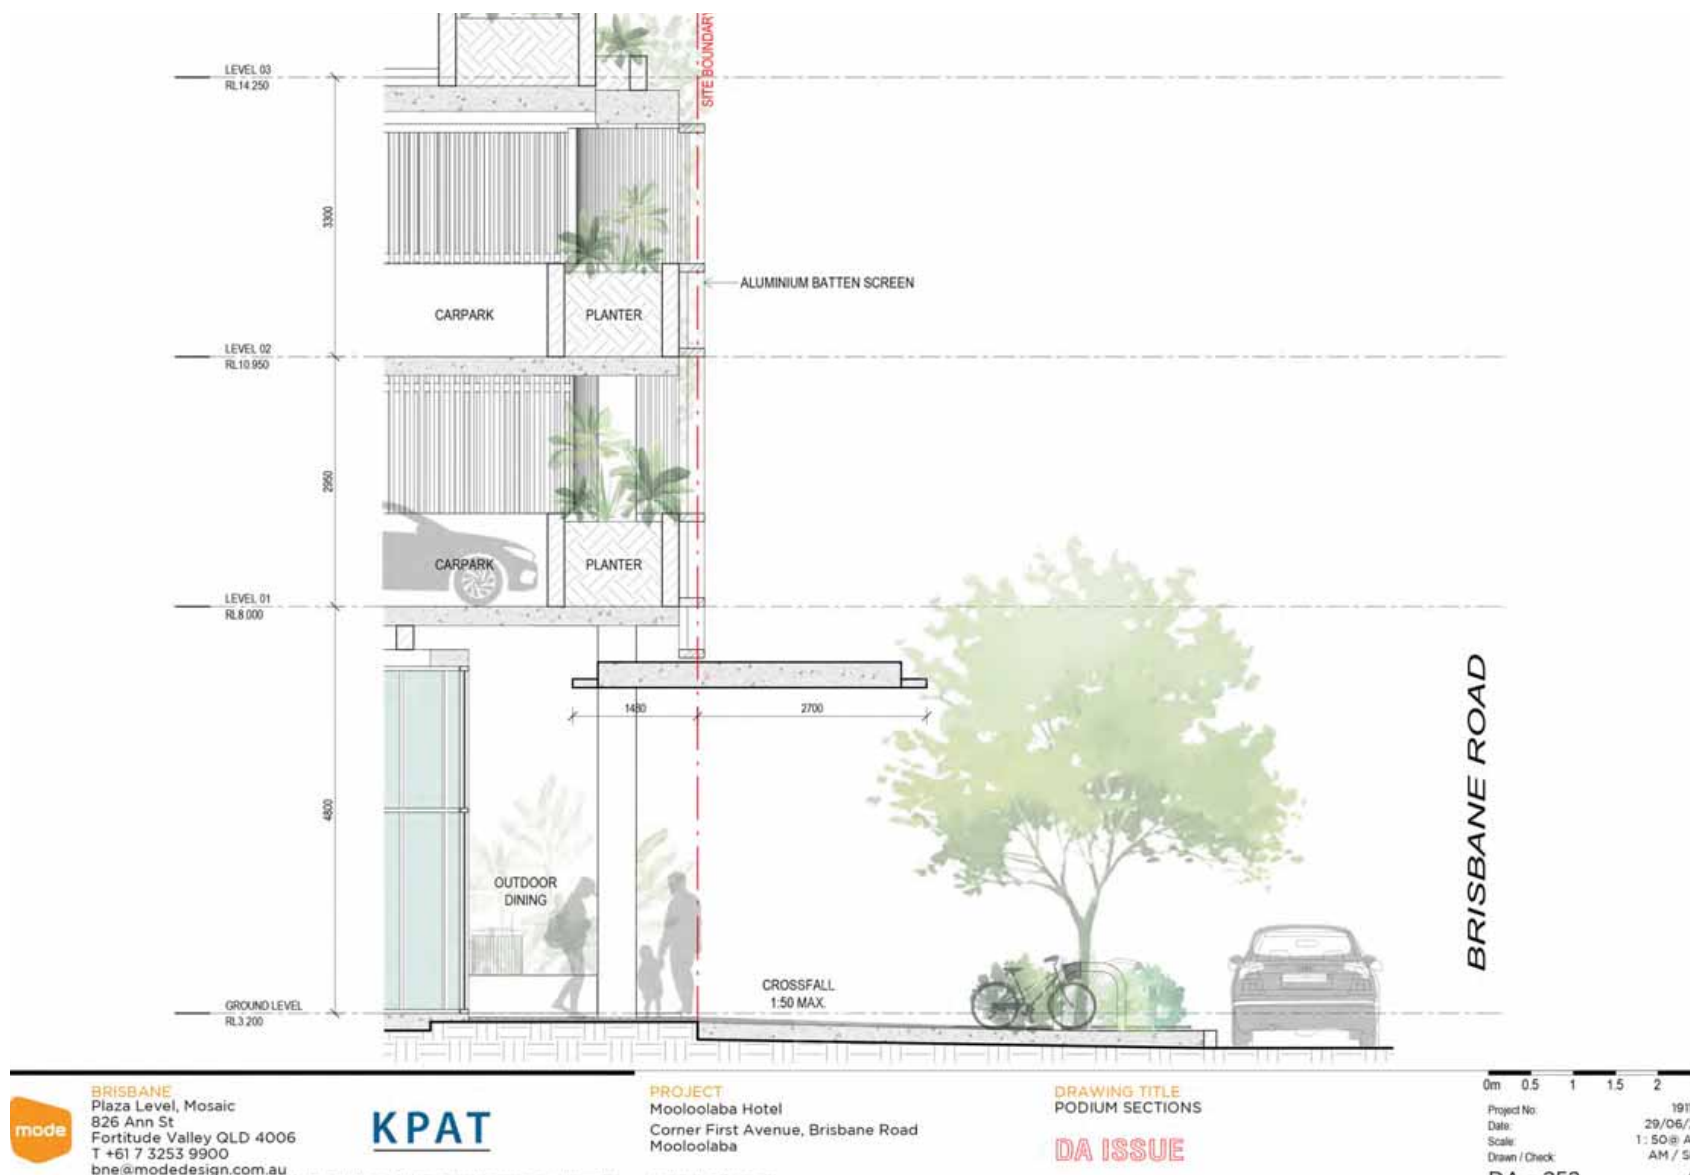 SITE BOUNDARY
LEVEL 03
RL14.250
3300
ALUMINIUM BATTEN SCREEN
CARPARK
PLANTER
LEVEL 02
RL10.950
2950
CARPARK
PLANTER
LEVEL 01
RL8.000
2700
4800
OUTDOOR
DINING
BRISBANE ROAD
CROSSFALL
1:50 MAX.
GROUND LEVEL
RL3.200
mode
BRISBANE
Plaza Level, Mosaic
826 Ann St
Fortitude Valley QLD 4006
T +61 7 3253 9900
bne@modedesign.com.au
KPAT
PROJECT
Mooloolaba Hotel
Corner First Avenue, Brisbane Road
Mooloolaba
DRAWING TITLE
PODIUM SECTIONS
DA ISSUE
0m 0.5 1 1.5 2
Project No:
Date: 29/06/
Scale: 1 : 50@ A
Drawn / Check: AM / S